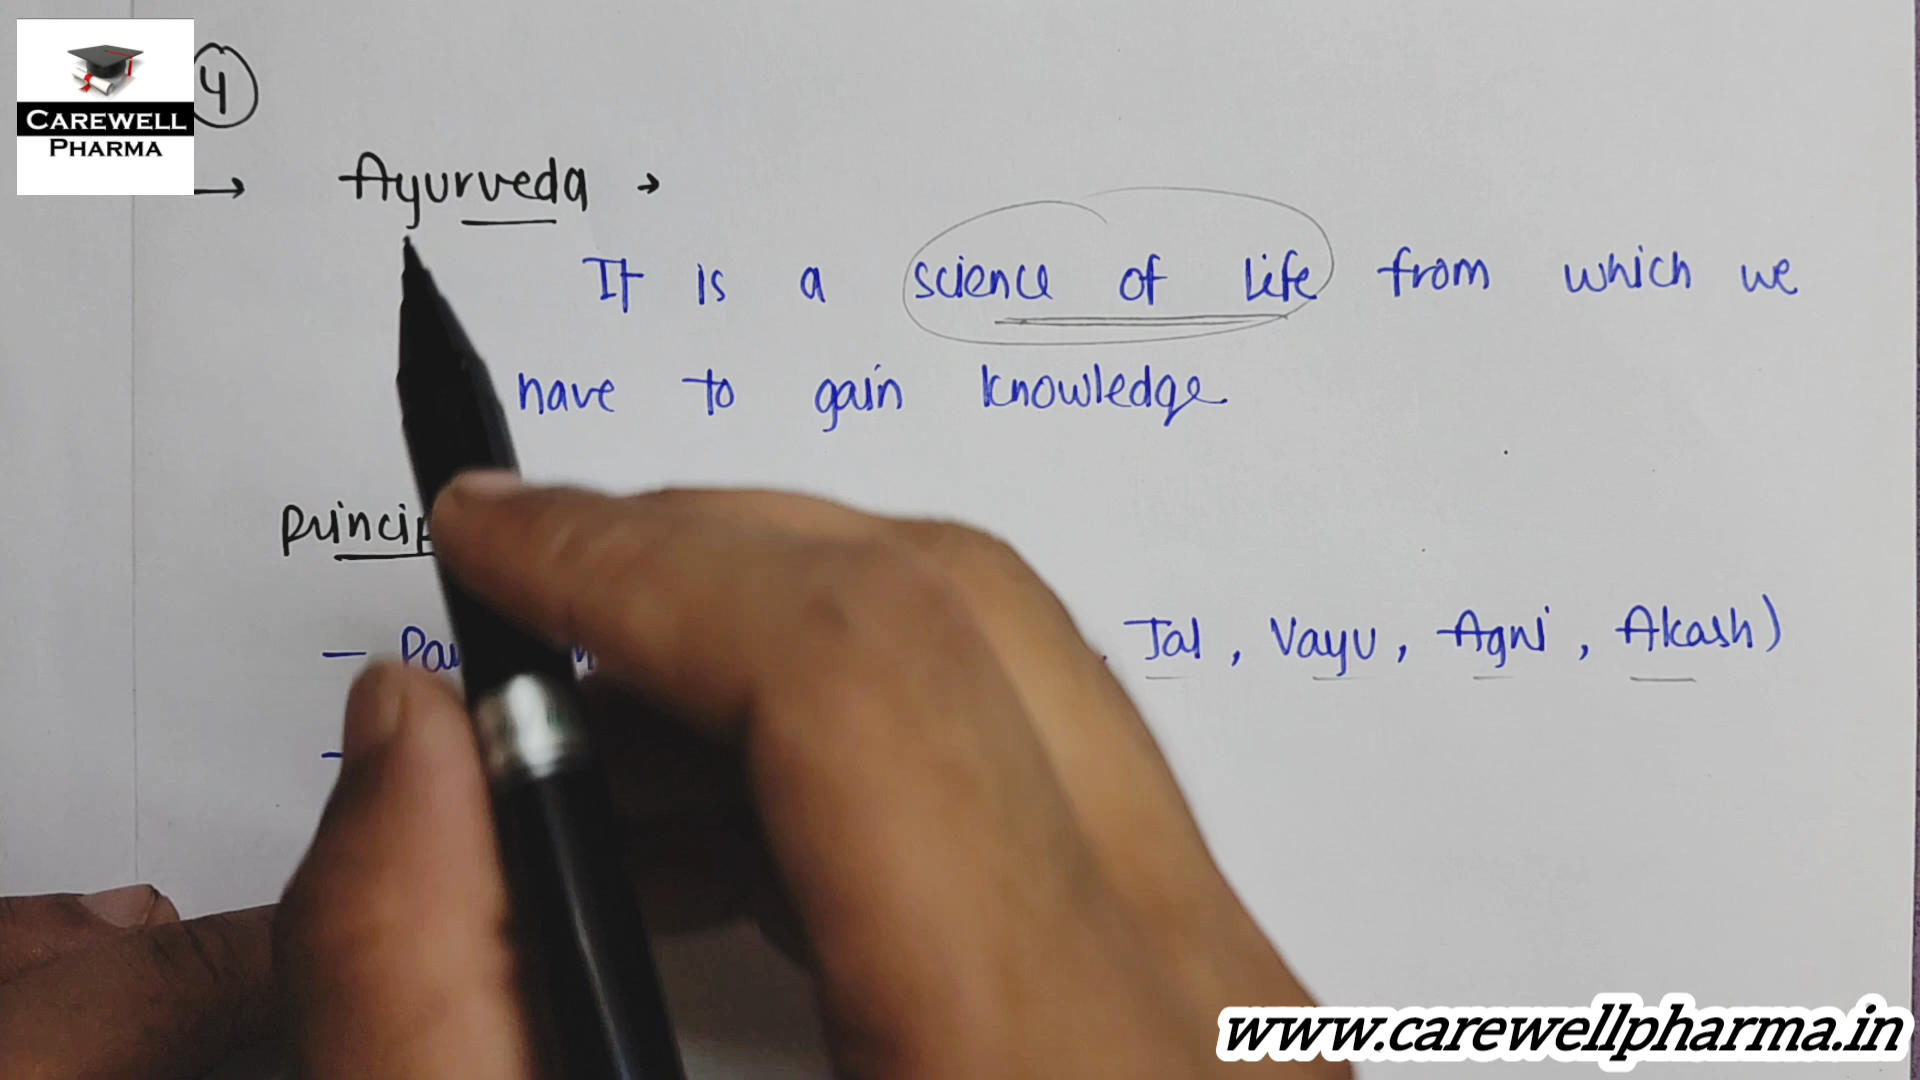 CAREWELL
PHARMA
4
→ Ayurveda →
It is a science of life from which we
have to gain knowledge
Jal, Vayu, Agni, Akash)
www.carewellpharma.in